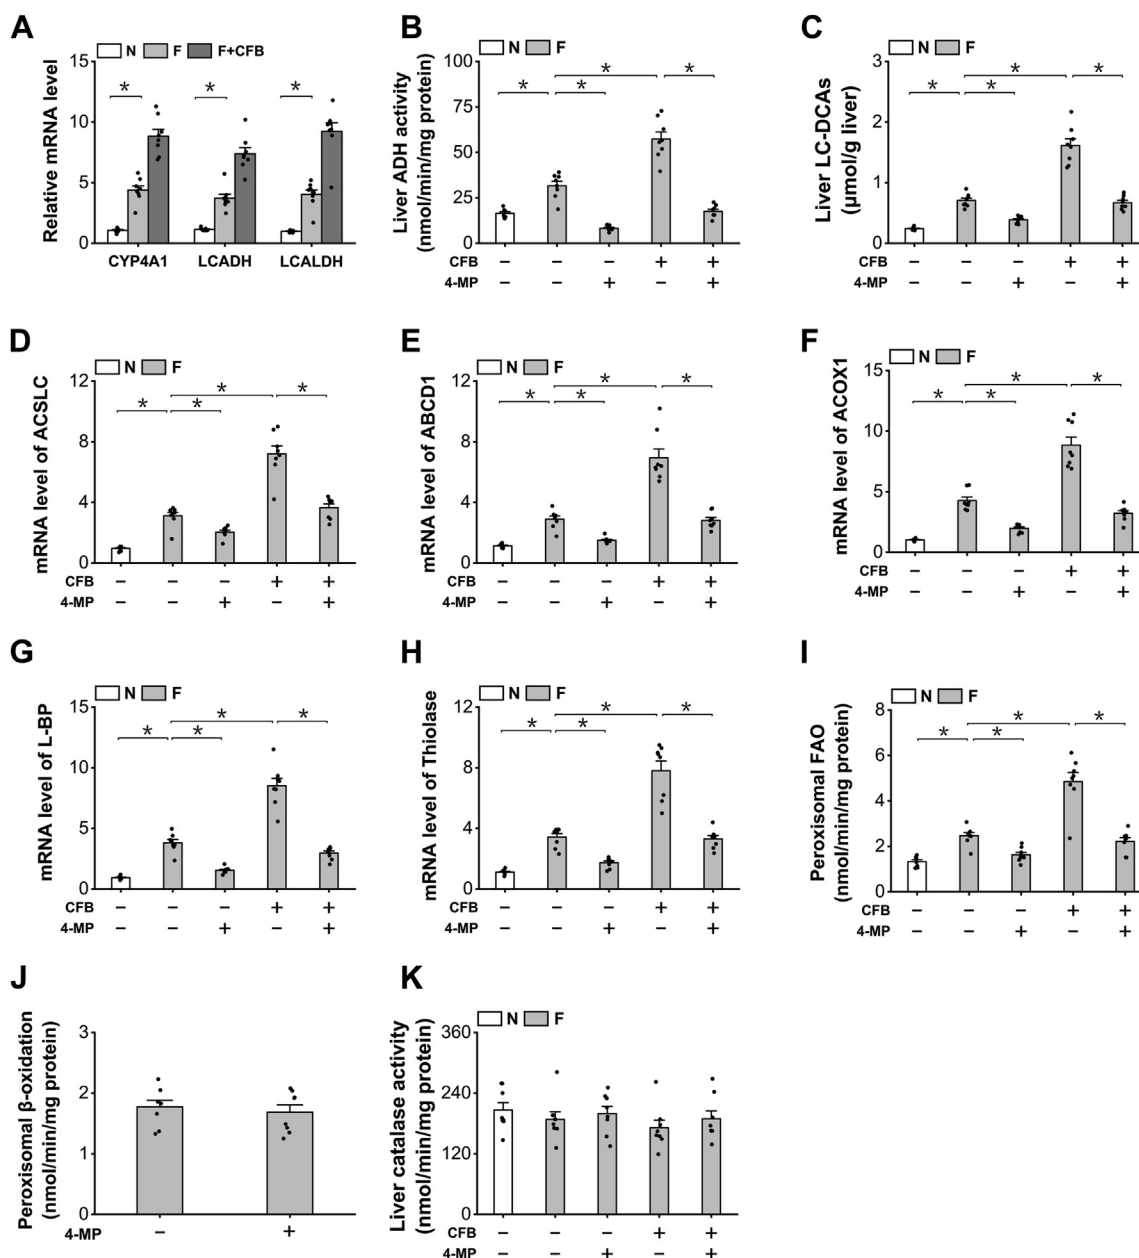 A
N F F+CFB
Relative mRNA level
15
10
5
0
* * *
CYP4A1 LCADH LCALDH
B
N F
Liver ADH activity
(nmol/min/mg protein)
100
75
50
25
0
* * * *
CFB − − − + +
4-MP − − + − +
C
N F
Liver LC-DCAs
(μmol/g liver)
3
2
1
0
* * * *
CFB − − − + +
4-MP − − + − +
D
N F
mRNA level of ACSLC
12
8
4
0
* * * *
CFB − − − + +
4-MP − − + − +
E
N F
mRNA level of ABCD1
12
8
4
0
* * * *
CFB − − − + +
4-MP − − + − +
F
N F
mRNA level of ACOX1
15
10
5
0
* * * *
CFB − − − + +
4-MP − − + − +
G
N F
mRNA level of L-BP
15
10
5
0
* * * *
CFB − − − + +
4-MP − − + − +
H
N F
mRNA level of Thiolase
12
8
4
0
* * * *
CFB − − − + +
4-MP − − + − +
I
N F
Peroxisomal FAO
(nmol/min/mg protein)
8
6
4
2
0
* * * *
CFB − − − + +
4-MP − − + − +
J
Peroxisomal β-oxidation
(nmol/min/mg protein)
3
2
1
0
4-MP − +
K
N F
Liver catalase activity
(nmol/min/mg protein)
360
240
120
0
CFB − − − + +
4-MP − − + − +